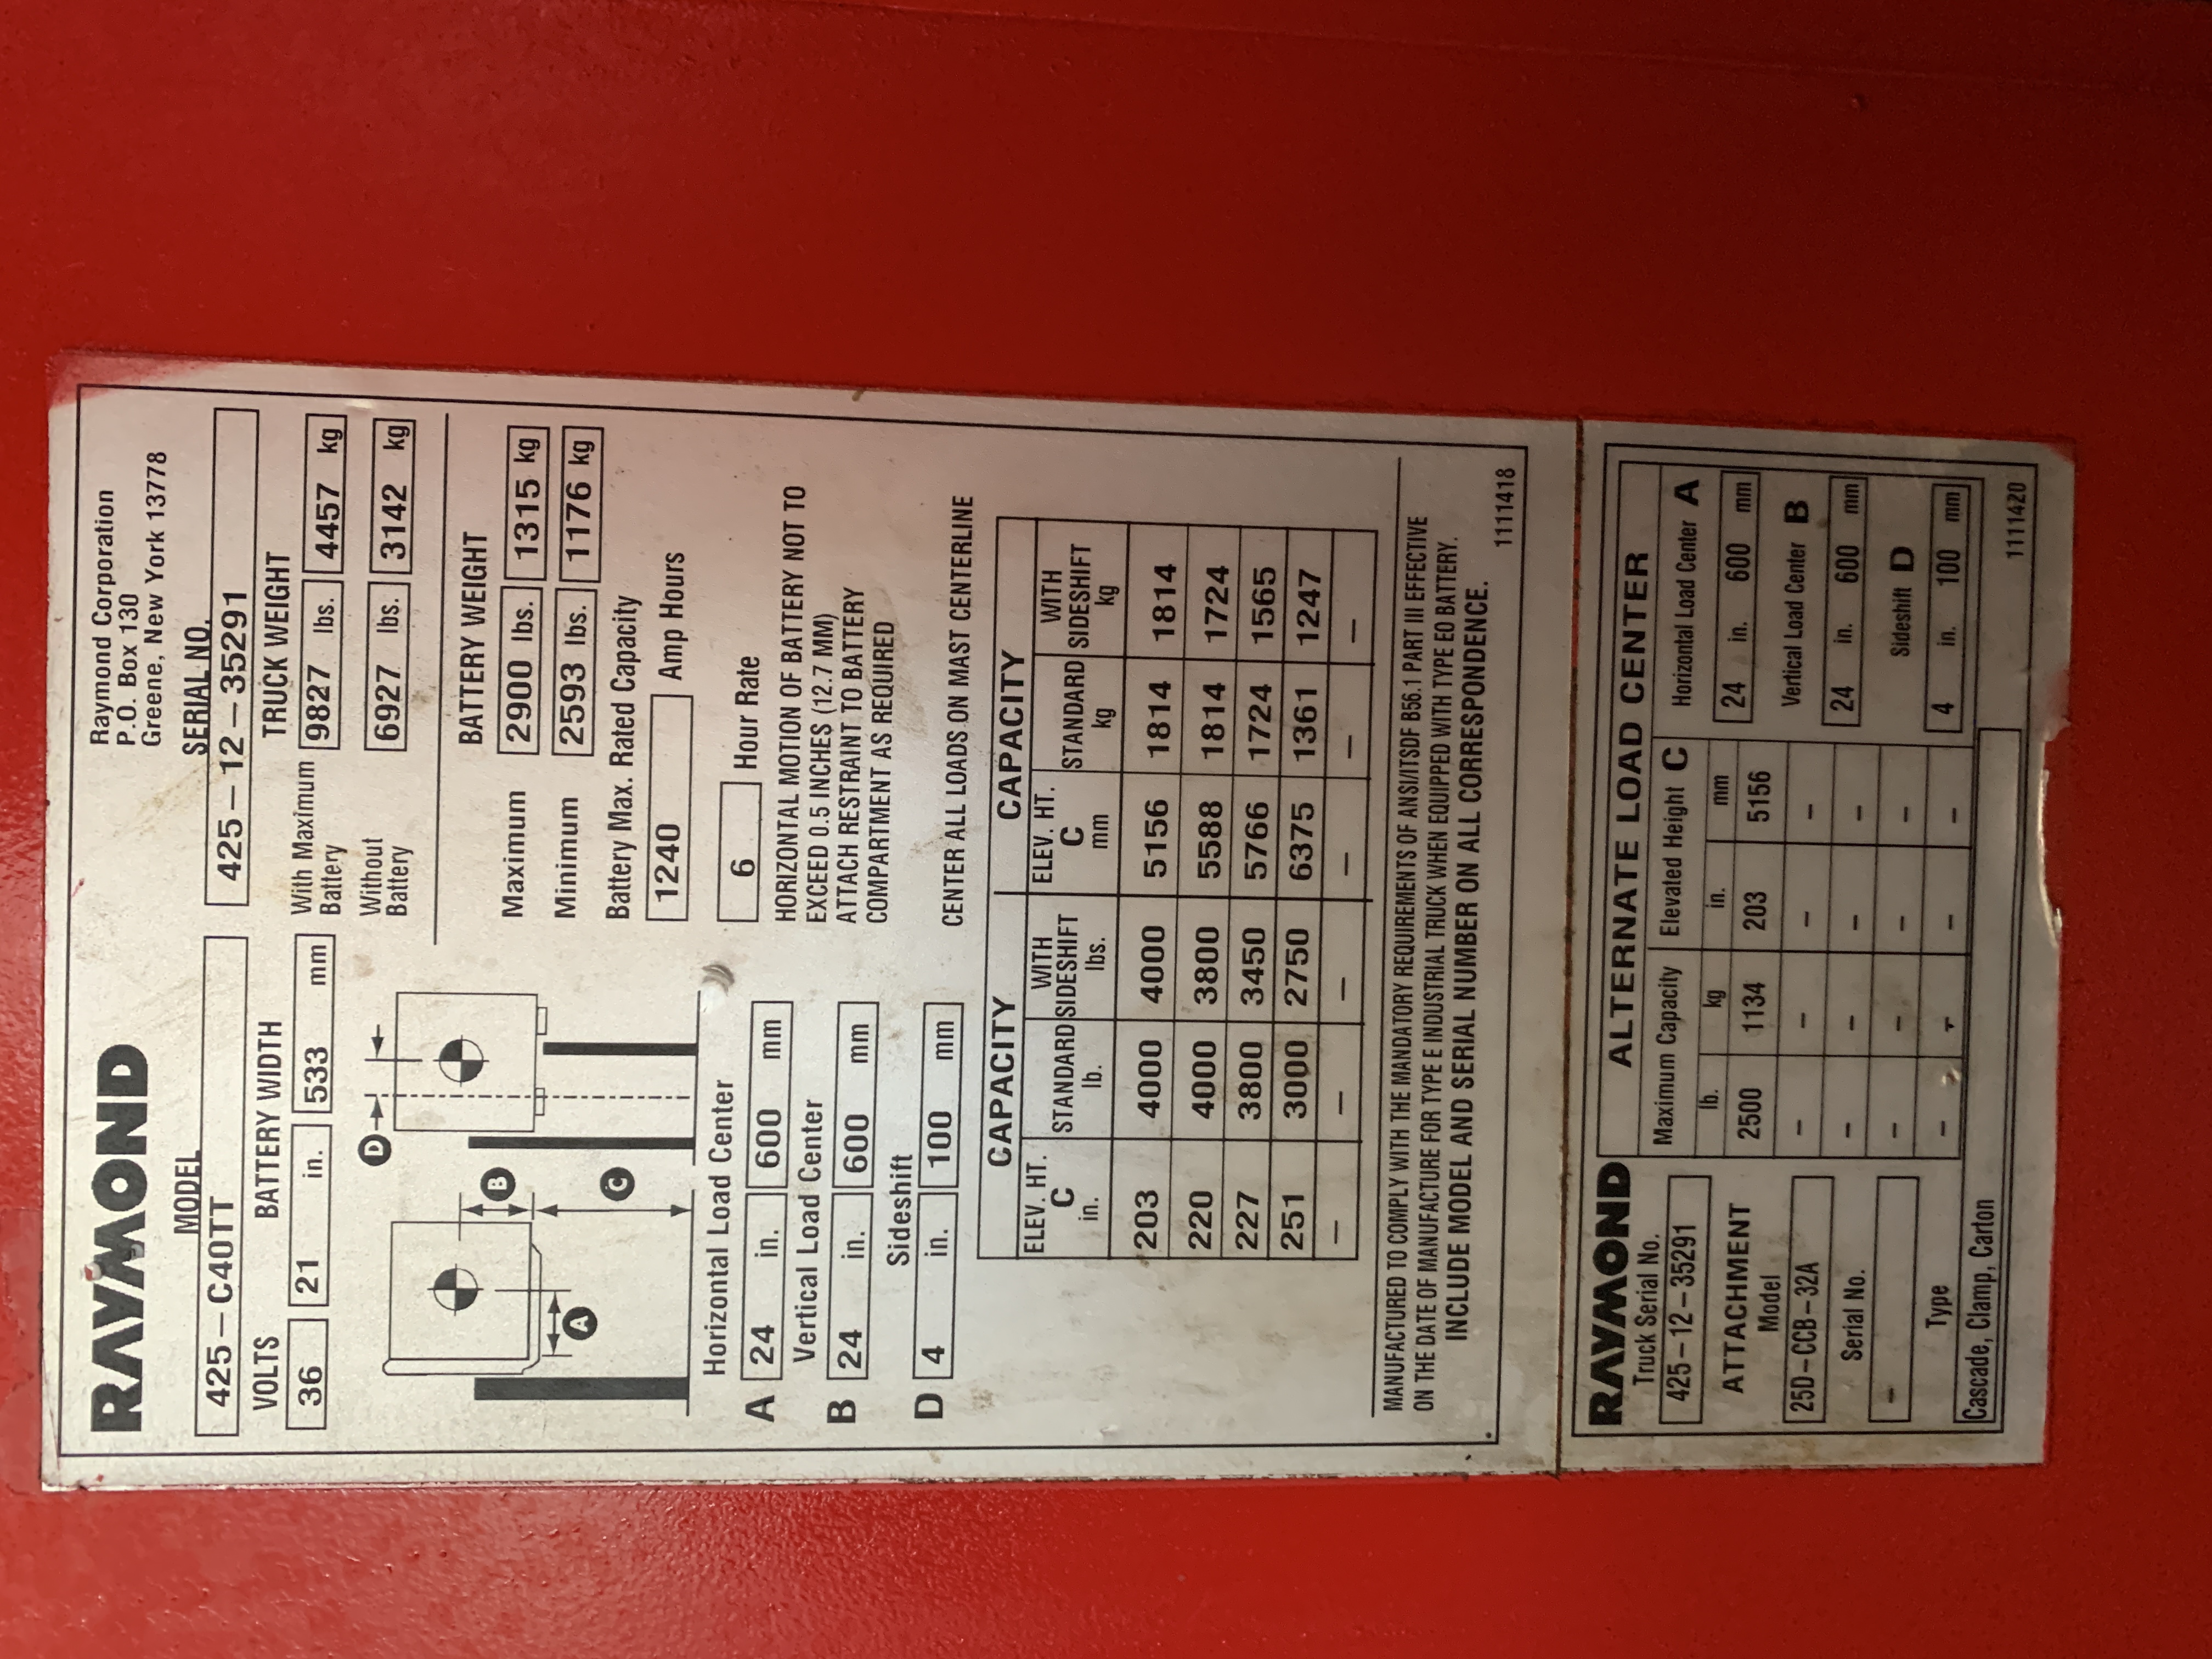 RAYMOND
Raymond Corporation
P.O. Box 130
Greene, New York 13778
MODEL
425-C40TT
SERIAL NO.
425-12-35291
VOLTS
36
BATTERY WIDTH
21 in. 533 mm
TRUCK WEIGHT
With Maximum Battery 9827 lbs. 4457 kg
Without Battery 6927 lbs. 3142 kg
D
B
C
A
BATTERY WEIGHT
Maximum 2900 lbs. 1315 kg
Minimum 2593 lbs. 1176 kg
Battery Max. Rated Capacity
1240 Amp Hours
6 Hour Rate
Horizontal Load Center
A 24 in. 600 mm
Vertical Load Center
B 24 in. 600 mm
Sideshift
D 4 in. 100 mm
HORIZONTAL MOTION OF BATTERY NOT TO
EXCEED 0.5 INCHES (12.7 MM)
ATTACH RESTRAINT TO BATTERY
COMPARTMENT AS REQUIRED
CENTER ALL LOADS ON MAST CENTERLINE
CAPACITY CAPACITY
ELEV. HT. C in. STANDARD lb. WITH SIDESHIFT lbs. ELEV. HT. C mm STANDARD kg WITH SIDESHIFT kg
203 4000 4000 5156 1814 1814
220 4000 3800 5588 1814 1724
227 3800 3450 5766 1724 1565
251 3000 2750 6375 1361 1247
– – – – – –
MANUFACTURED TO COMPLY WITH THE MANDATORY REQUIREMENTS OF ANSI/ITSDF B56.1 PART III EFFECTIVE
ON THE DATE OF MANUFACTURE FOR TYPE E INDUSTRIAL TRUCK WHEN EQUIPPED WITH TYPE EO BATTERY.
INCLUDE MODEL AND SERIAL NUMBER ON ALL CORRESPONDENCE.
1111418
RAYMOND
Truck Serial No.
425-12-35291
ATTACHMENT
Model
25D-CCB-32A
Serial No.
–
Type
Cascade, Clamp, Carton
ALTERNATE LOAD CENTER
Maximum Capacity Elevated Height C
lb. kg in. mm
2500 1134 203 5156
– – – –
– – – –
– – – –
– – – –
Horizontal Load Center A
24 in. 600 mm
Vertical Load Center B
24 in. 600 mm
Sideshift D
4 in. 100 mm
1111420